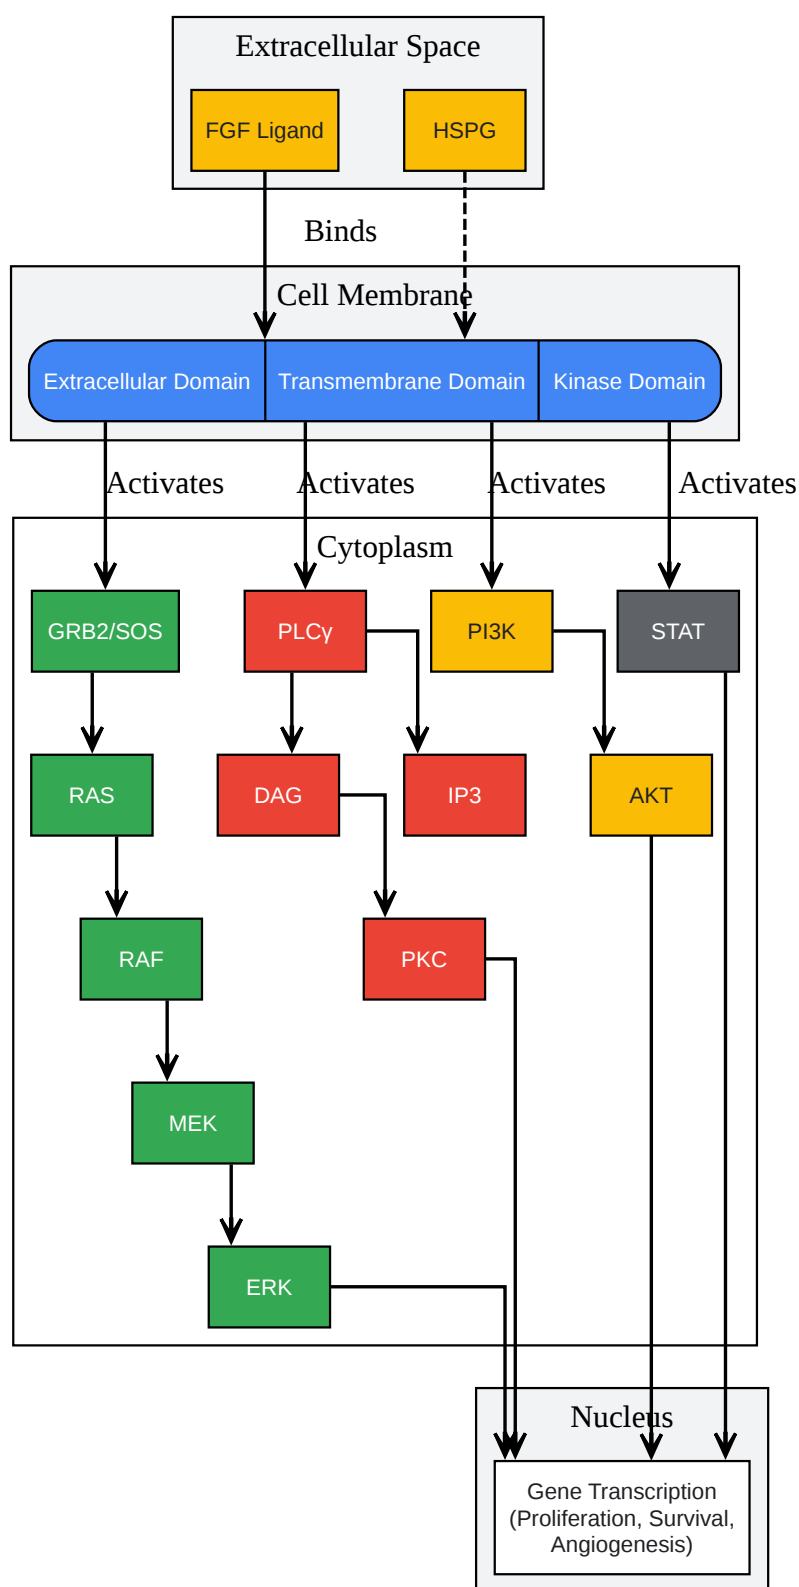 Extracellular Space
FGF Ligand
HSPG
Binds
Cell Membrane
Extracellular Domain
Transmembrane Domain
Kinase Domain
Activates
Activates
Activates
Activates
Cytoplasm
GRB2/SOS
PLCγ
PI3K
STAT
RAS
DAG
IP3
AKT
RAF
PKC
MEK
ERK
Nucleus
Gene Transcription
(Proliferation, Survival,
Angiogenesis)